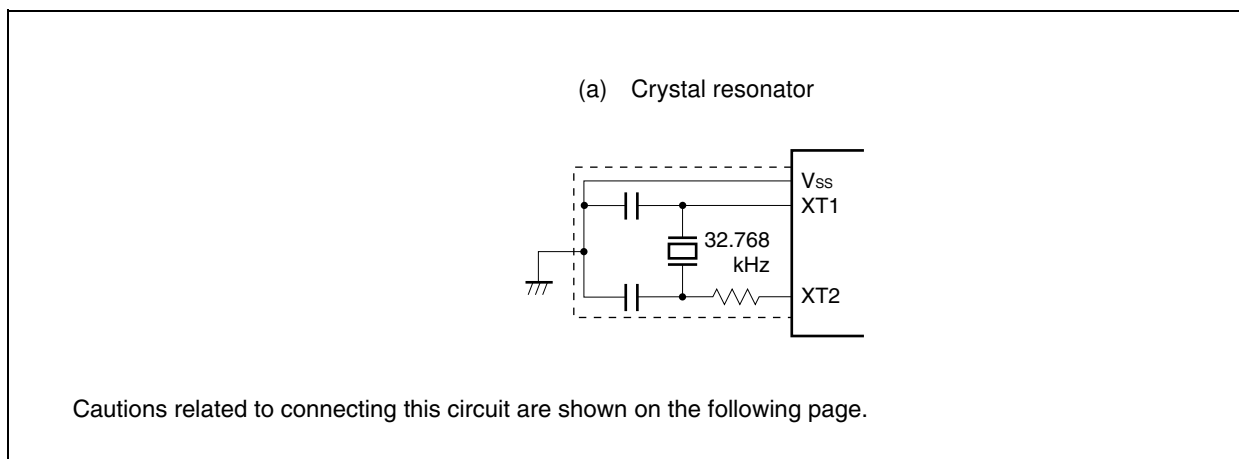 (a) Crystal resonator
VSS
XT1
32.768
kHz
XT2
Cautions related to connecting this circuit are shown on the following page.